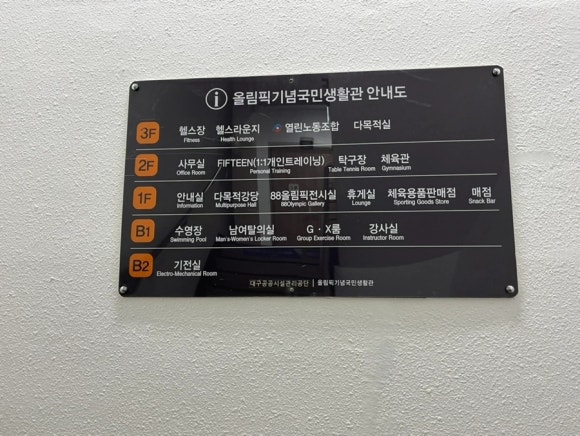 i 올림픽기념국민생활관 안내도
3F 헬스장 헬스라운지 열린노동조합 다목적실
Fitness Health Lounge
2F 사무실 FIFTEEN(1:1개인트레이닝) 탁구장 체육관
Office Room Personal Training Table Tennis Room Gymnasium
1F 안내실 다목적강당 88올림픽전시실 휴게실 체육용품판매점 매점
Information Multipurpose Hall 88Olympic Gallery Lounge Sporting Goods Store Snack Bar
B1 수영장 남여탈의실 G·X룸 강사실
Swimming Pool Man's·Women's Locker Room Group Exercise Room Instructor Room
B2 기전실
Electro-Mechanical Room
대구공공시설관리공단 | 올림픽기념국민생활관